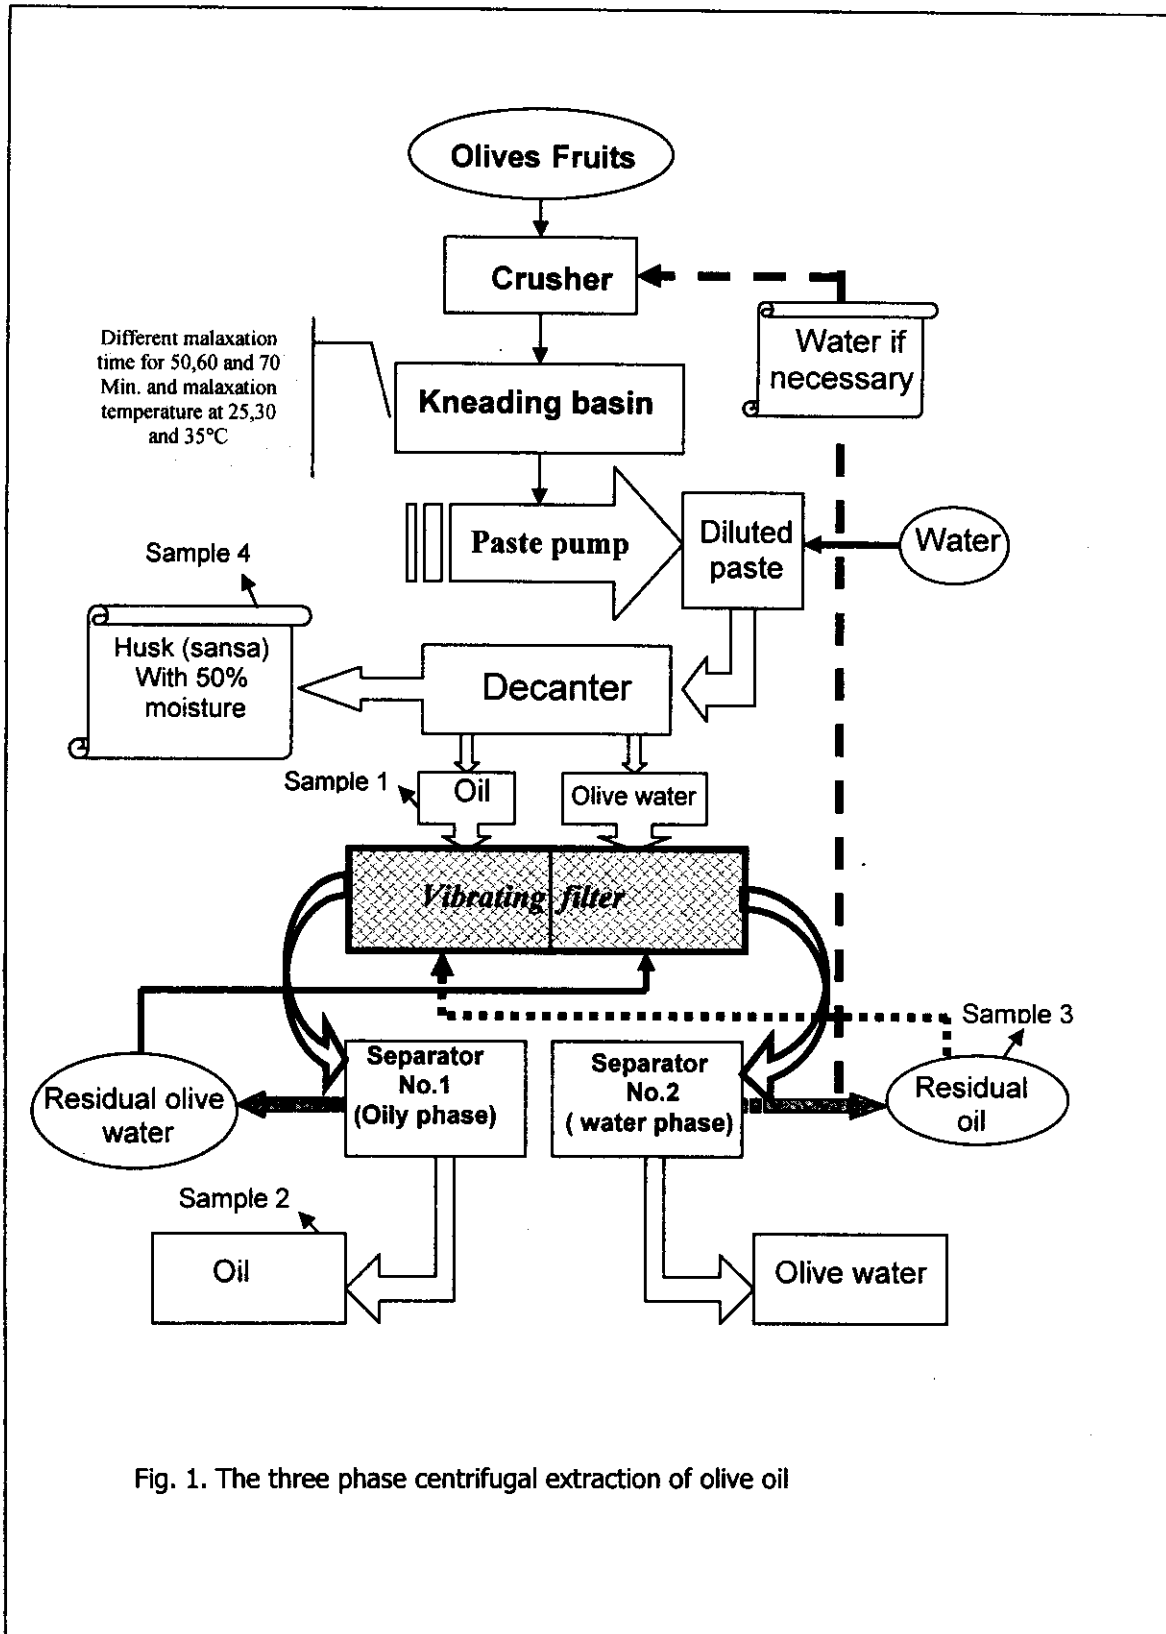 Olives Fruits
Crusher
Different malaxation
time for 50,60 and 70
Min. and malaxation
temperature at 25,30
and 35°C
Water if
necessary
Kneading basin
Paste pump
Diluted
paste
Water
Sample 4
Husk (sansa)
With 50%
moisture
Decanter
Sample 1
Oil
Olive water
Vibrating filter
Sample 3
Separator
No.1
(Oily phase)
Separator
No.2
( water phase)
Residual olive
water
Residual
oil
Sample 2
Oil
Olive water
Fig. 1. The three phase centrifugal extraction of olive oil